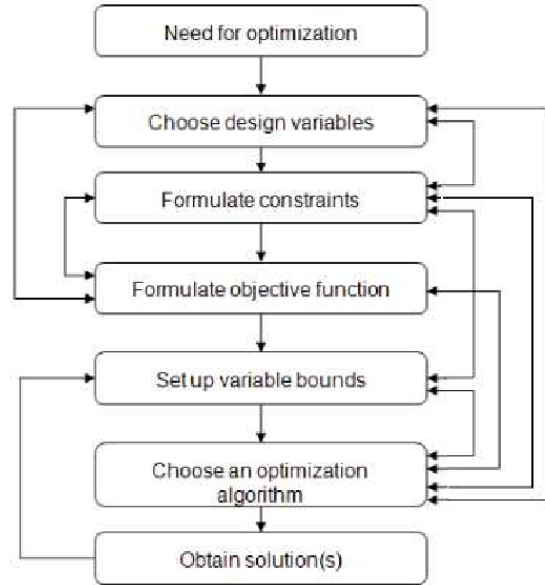 Need for optimization
Choose design variables
Formulate constraints
Formulate objective function
Set up variable bounds
Choose an optimization
algorithm
Obtain solution(s)